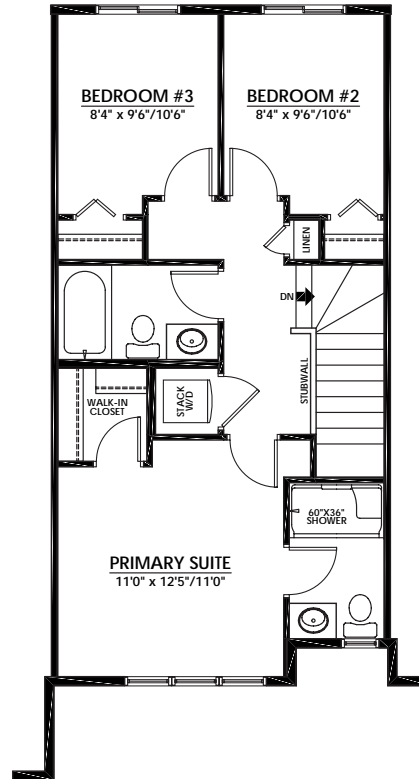 BEDROOM #3
8'4" x 9'6"/10'6"
BEDROOM #2
8'4" x 9'6"/10'6"
LINEN
DN
STUBWALL
WALK-IN
CLOSET
STACK
W/D
60"X36"
SHOWER
PRIMARY SUITE
11'0" x 12'5"/11'0"